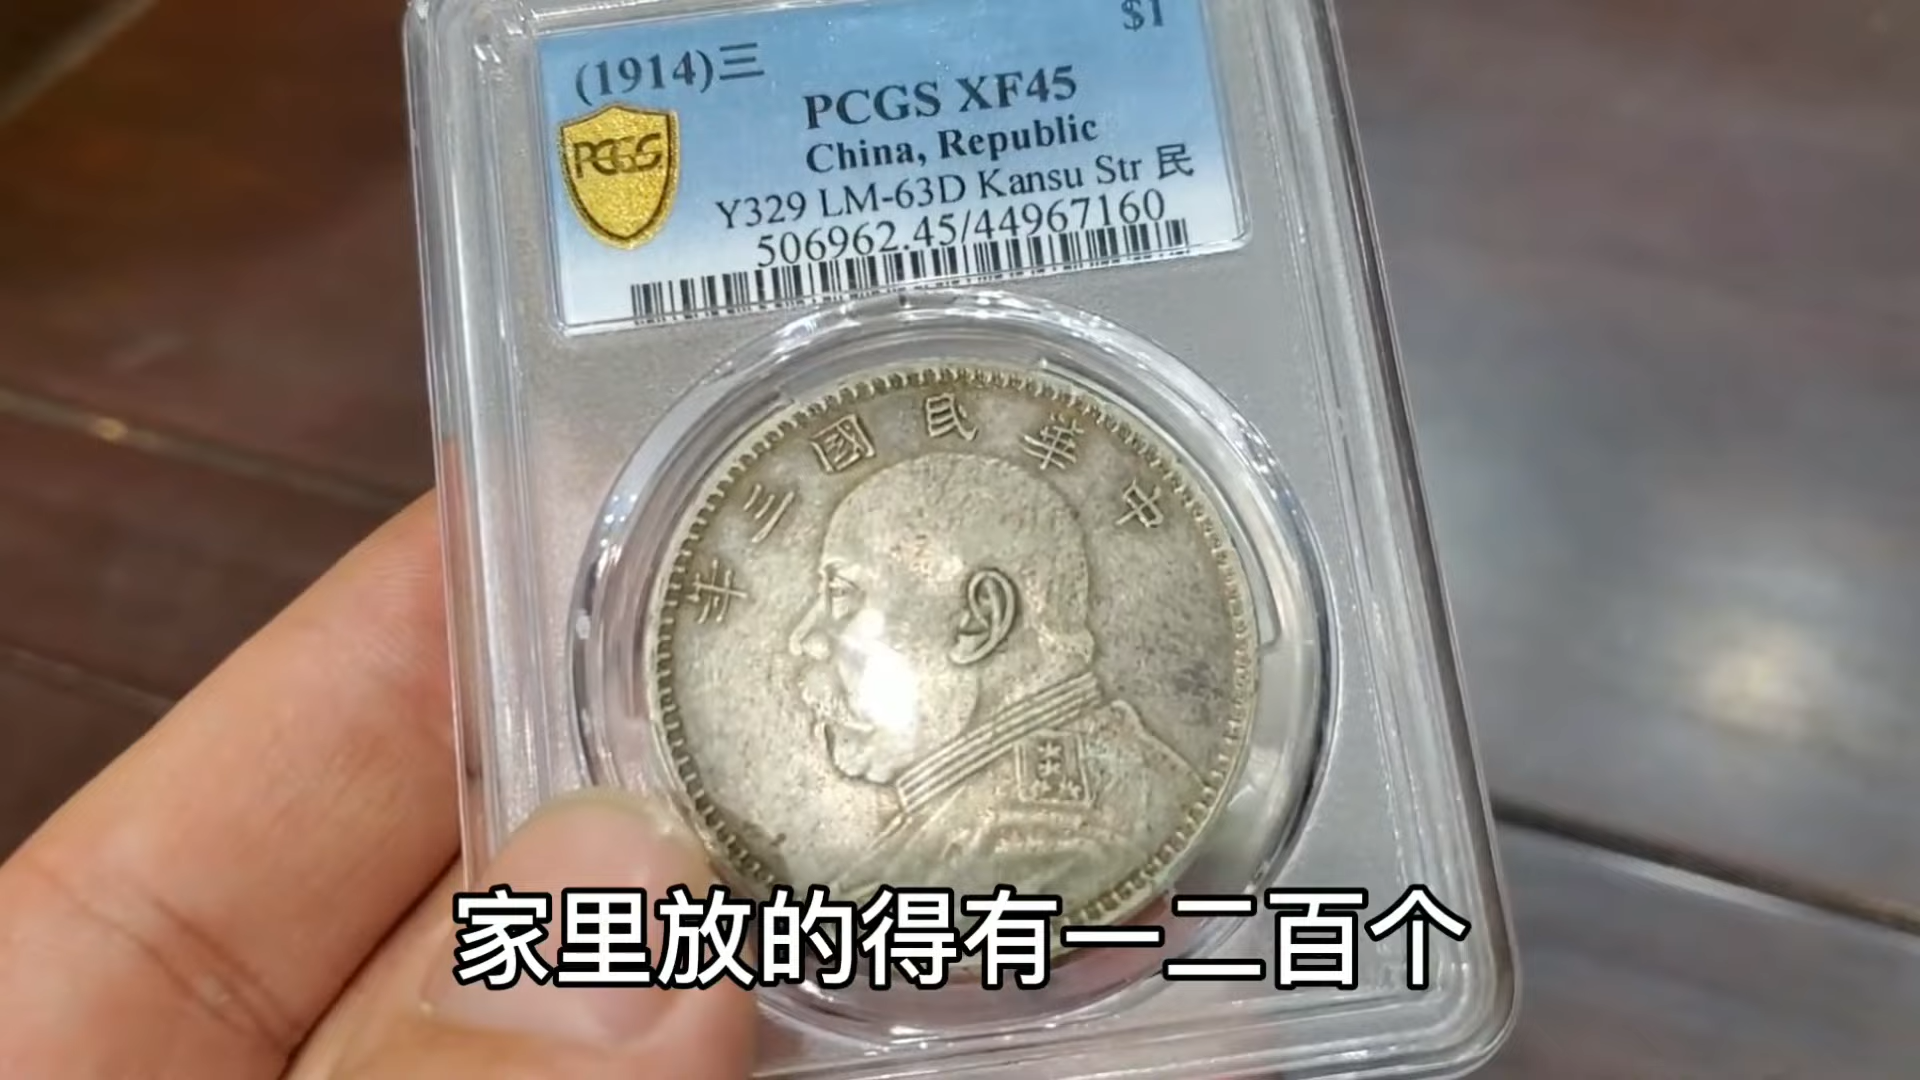 (1914)三
$1
PCGS XF45
China, Republic
Y329 LM-63D Kansu Str 民
506962.45/44967160
PCGS
中華民國三年
家里放的得有一二百个